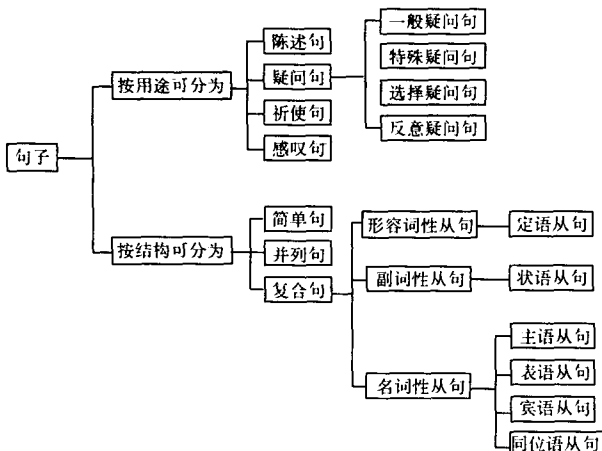 句子
按用途可分为
陈述句
疑问句
一般疑问句
特殊疑问句
选择疑问句
反意疑问句
祈使句
感叹句
按结构可分为
简单句
并列句
复合句
形容词性从句
定语从句
副词性从句
状语从句
名词性从句
主语从句
表语从句
宾语从句
同位语从句